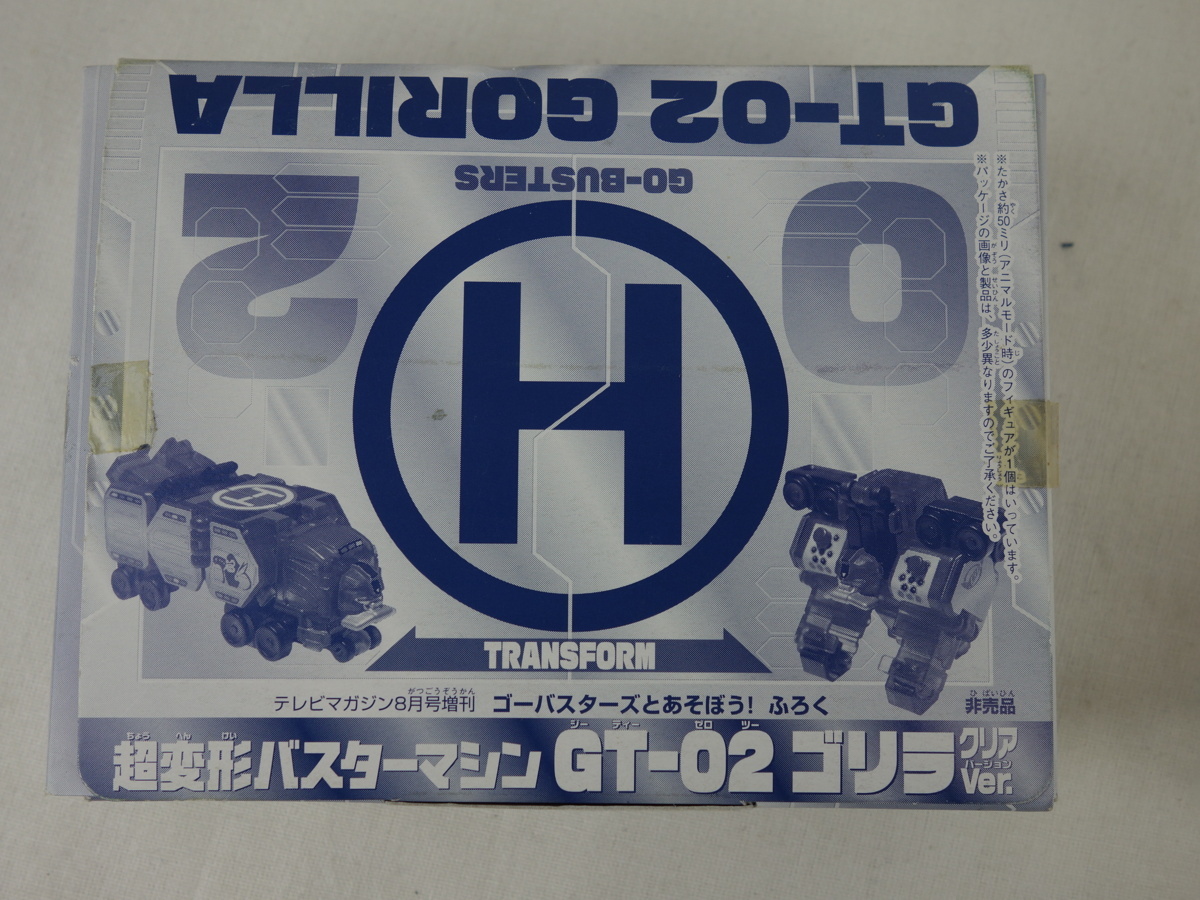 GT-02 GORILLA
GO-BUSTERS
02
※たかさ約50ミリ（アニマルモード時）のフィギュアが1個はいっています。
※パッケージの画像と製品は、多少異なりますのでご了承ください。
H
H
TRANSFORM
テレビマガジン8月号増刊 ゴーバスターズとあそぼう！ ふろく
非売品
超変形バスターマシン GT-02 ゴリラ クリアVer.